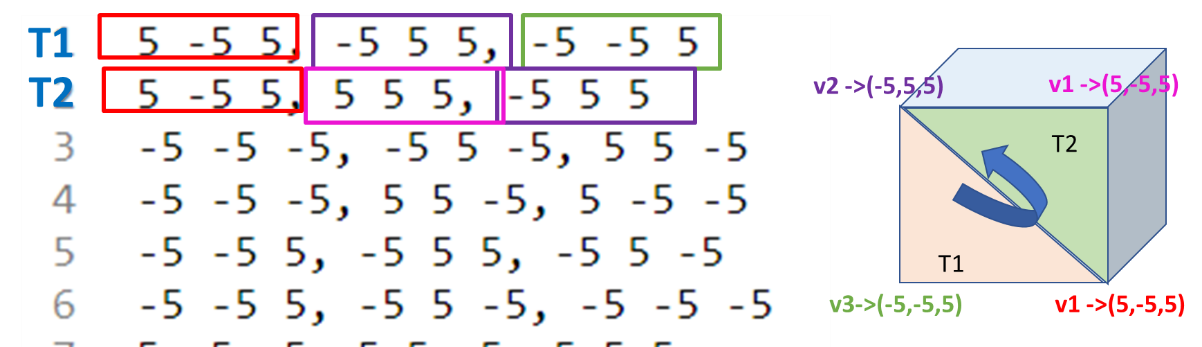 T1 5 -5 5, -5 5 5, -5 -5 5
T2 5 -5 5, 5 5 5, -5 5 5
3 -5 -5 -5, -5 5 -5, 5 5 -5
4 -5 -5 -5, 5 5 -5, 5 -5 -5
5 -5 -5 5, -5 5 5, -5 5 -5
6 -5 -5 5, -5 5 -5, -5 -5 -5
v2 ->(-5,5,5)
v1 ->(5,-5,5)
T2
T1
v3->(-5,-5,5)
v1 ->(5,-5,5)